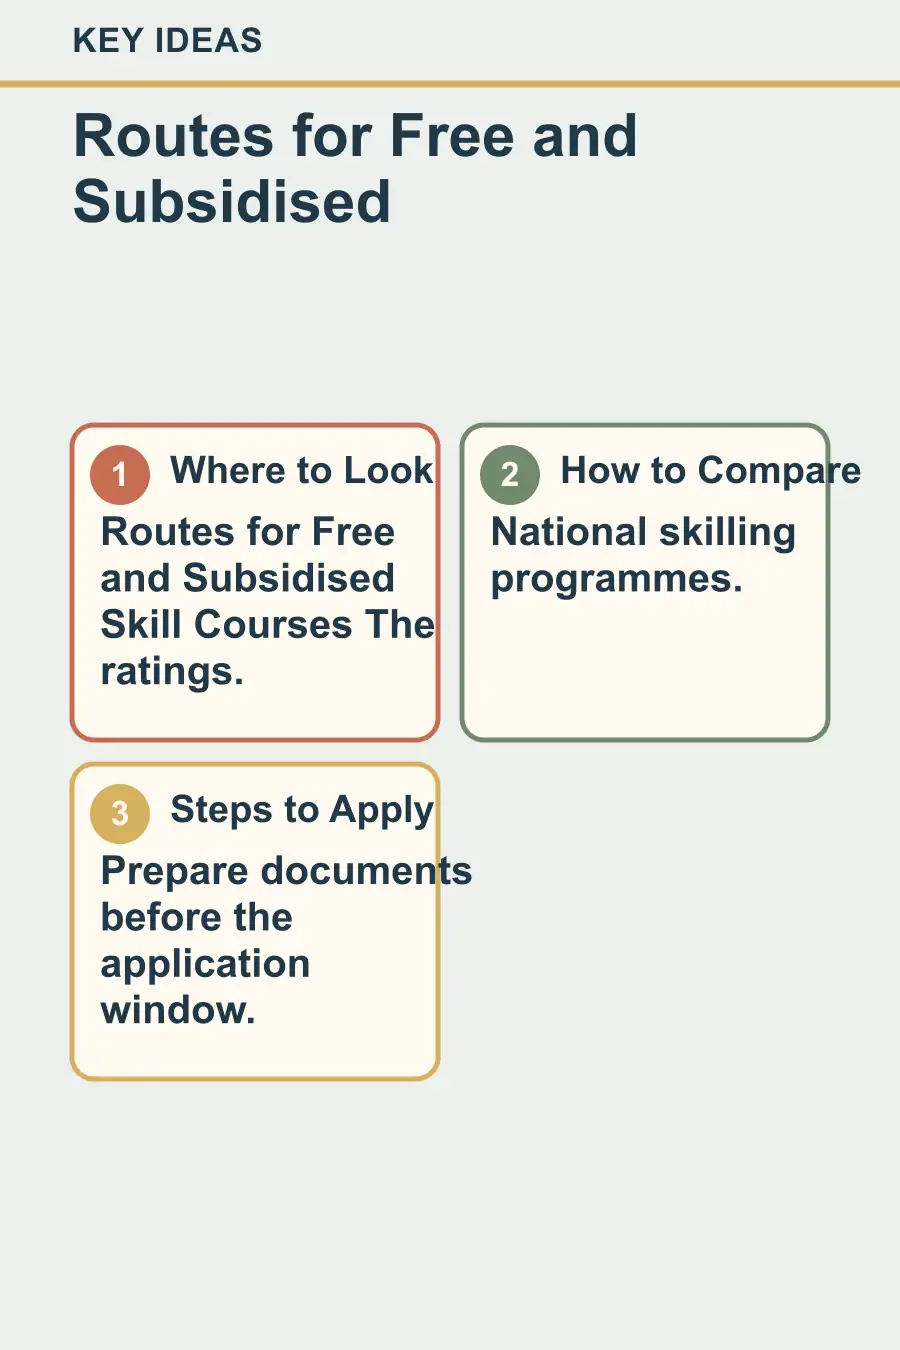 KEY IDEAS
Routes for Free and
Subsidised
1 Where to Look
Routes for Free
and Subsidised
Skill Courses The
ratings.
2 How to Compare
National skilling
programmes.
3 Steps to Apply
Prepare documents
before the
application
window.